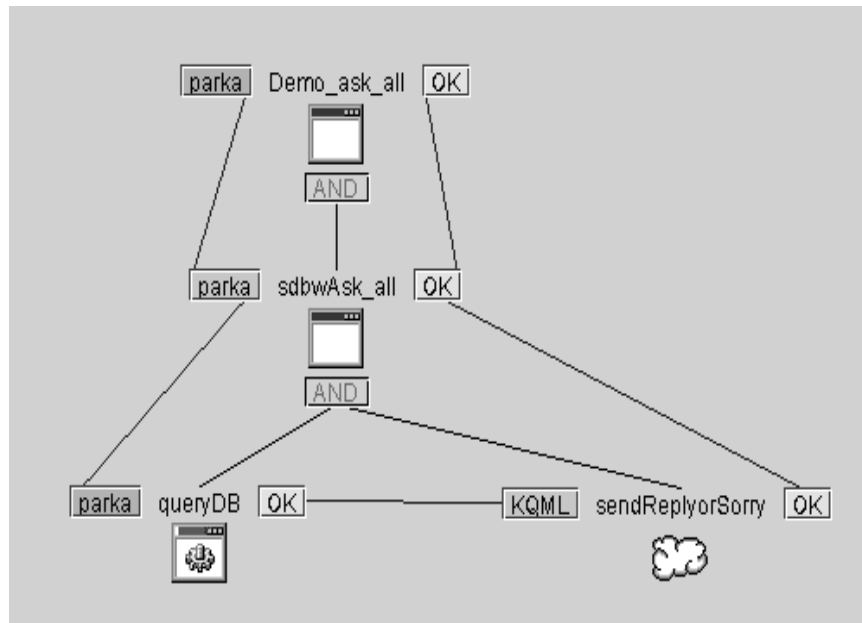 parka Demo_ask_all OK
AND
parka sdbwAsk_all OK
AND
parka queryDB OK KQML sendReplyorSorry OK